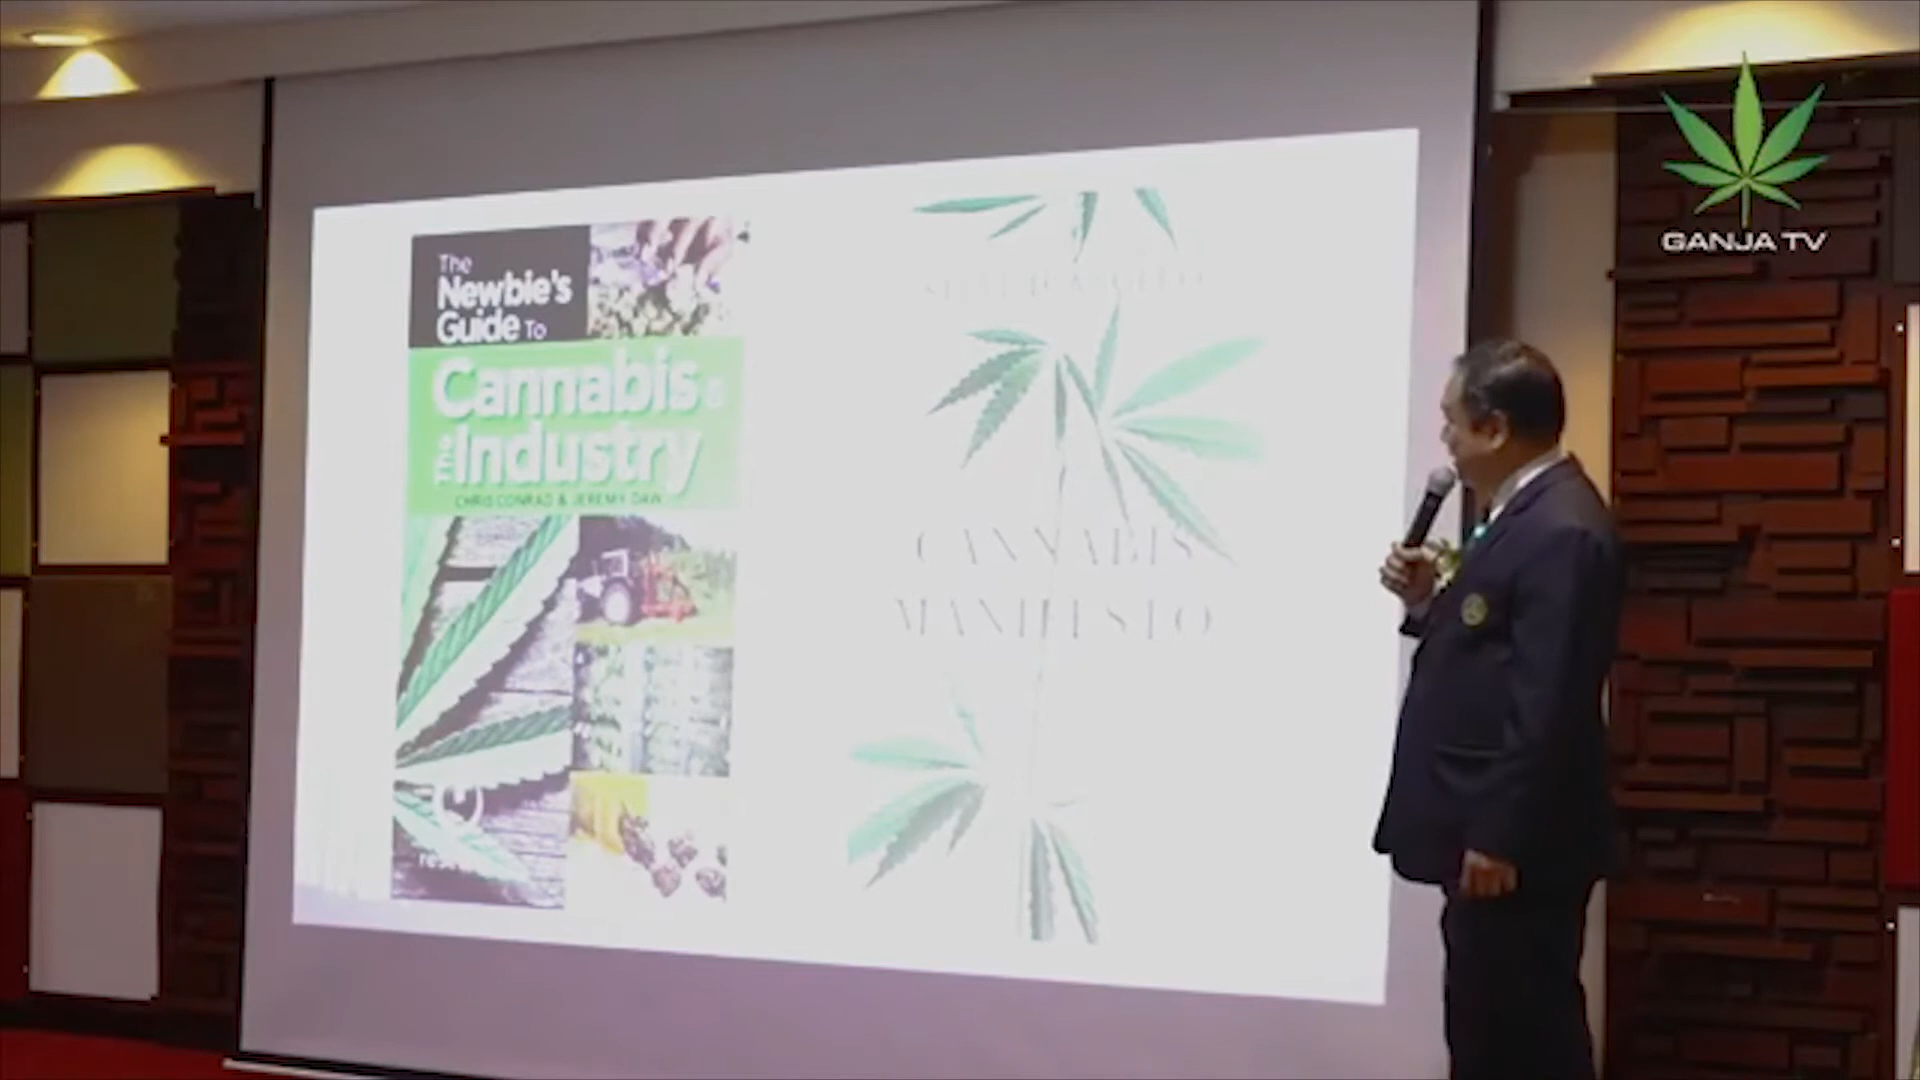 The
Newbie's
Guide To
Cannabis &
The Industry
CHRIS CONRAD & JEREMY DAW
CANNABIS
MANIFESTO
GANJA TV